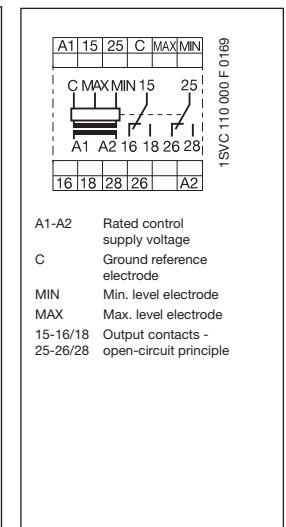 A1 15 25 C MAX MIN
C MAX MIN 15 25
A1 A2 16 18 26 28
16 18 28 26 A2
1SVC 110 000 F 0169
A1-A2 Rated control
supply voltage
C Ground reference
electrode
MIN Min. level electrode
MAX Max. level electrode
15-16/18 Output contacts -
25-26/28 open-circuit principle